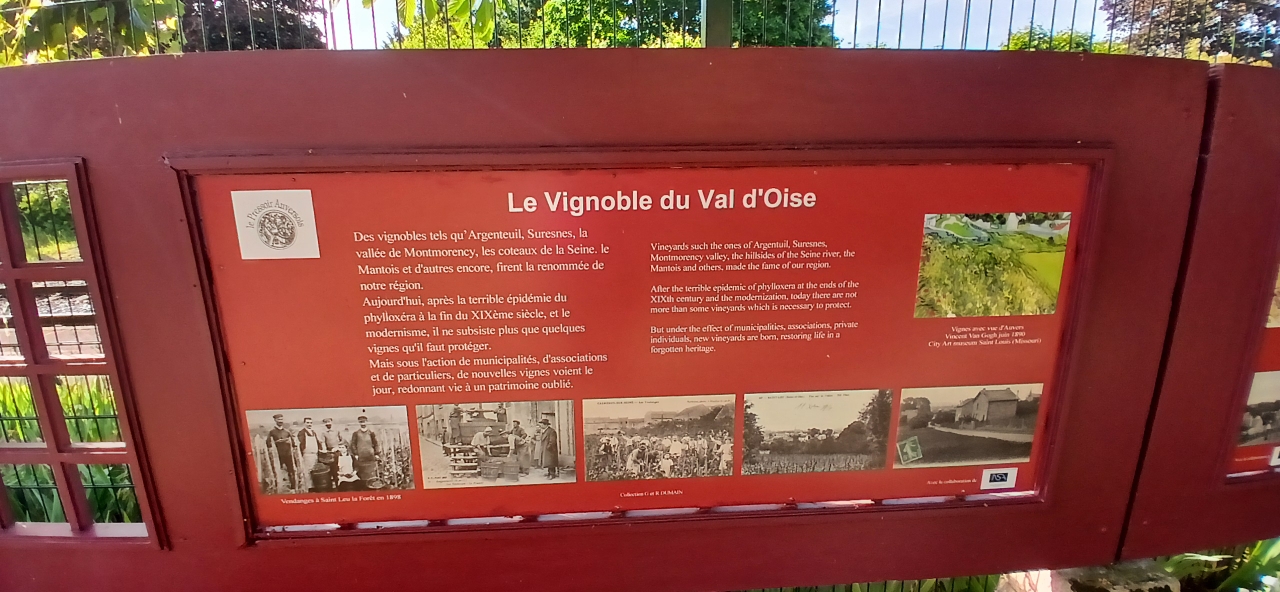 le Pressoir Auversois
Le Vignoble du Val d'Oise
Des vignobles tels qu'Argenteuil, Suresnes, la
vallée de Montmorency, les coteaux de la Seine. le
Mantois et d'autres encore, firent la renommée de
notre région.
Aujourd'hui, après la terrible épidémie du
phylloxéra à la fin du XIXème siècle, et le
modernisme, il ne subsiste plus que quelques
vignes qu'il faut protéger.
Mais sous l'action de municipalités, d'associations
et de particuliers, de nouvelles vignes voient le
jour, redonnant vie à un patrimoine oublié.
Vineyards such the ones of Argentuil, Suresnes,
Montmorency valley, the hillsides of the Seine river, the
Mantois and others, made the fame of our region.
After the terrible epidemic of phylloxera at the ends of the
XIXth century and the modernization, today there are not
more than some vineyards which is necessary to protect.
But under the effect of municipalities, associations, private
individuals, new vineyards are born, restoring life in a
forgotten heritage.
Vignes avec vue d'Auvers
Vincent Van Gogh juin 1890
City Art museum Saint Louis (Missouri)
Vendanges à Saint Leu la Forêt en 1898
Collection G et R DUMAIN
Avec la collaboration de